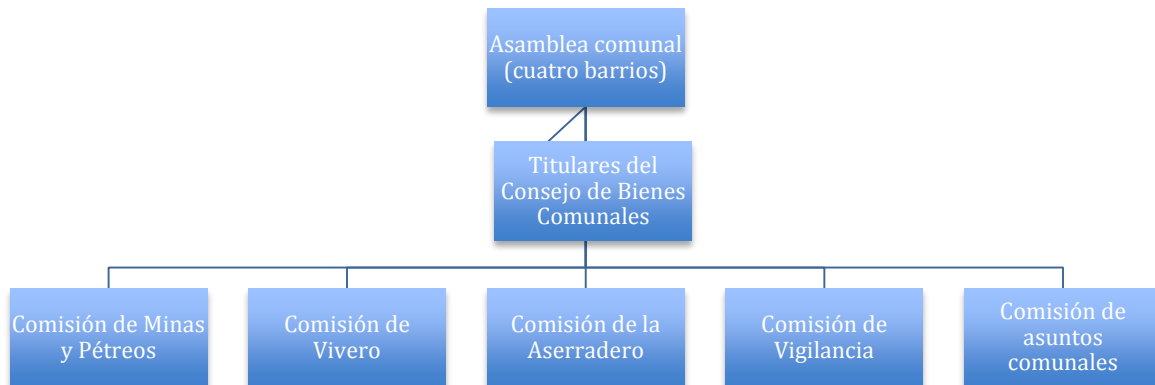 Asamblea comunal
(cuatro barrios)
Titulares del
Consejo de Bienes
Comunales
Comisión de Minas
y Pétreos
Comisión de
Vivero
Comisión de la
Aserradero
Comisión de
Vigilancia
Comisión de
asuntos
comunales